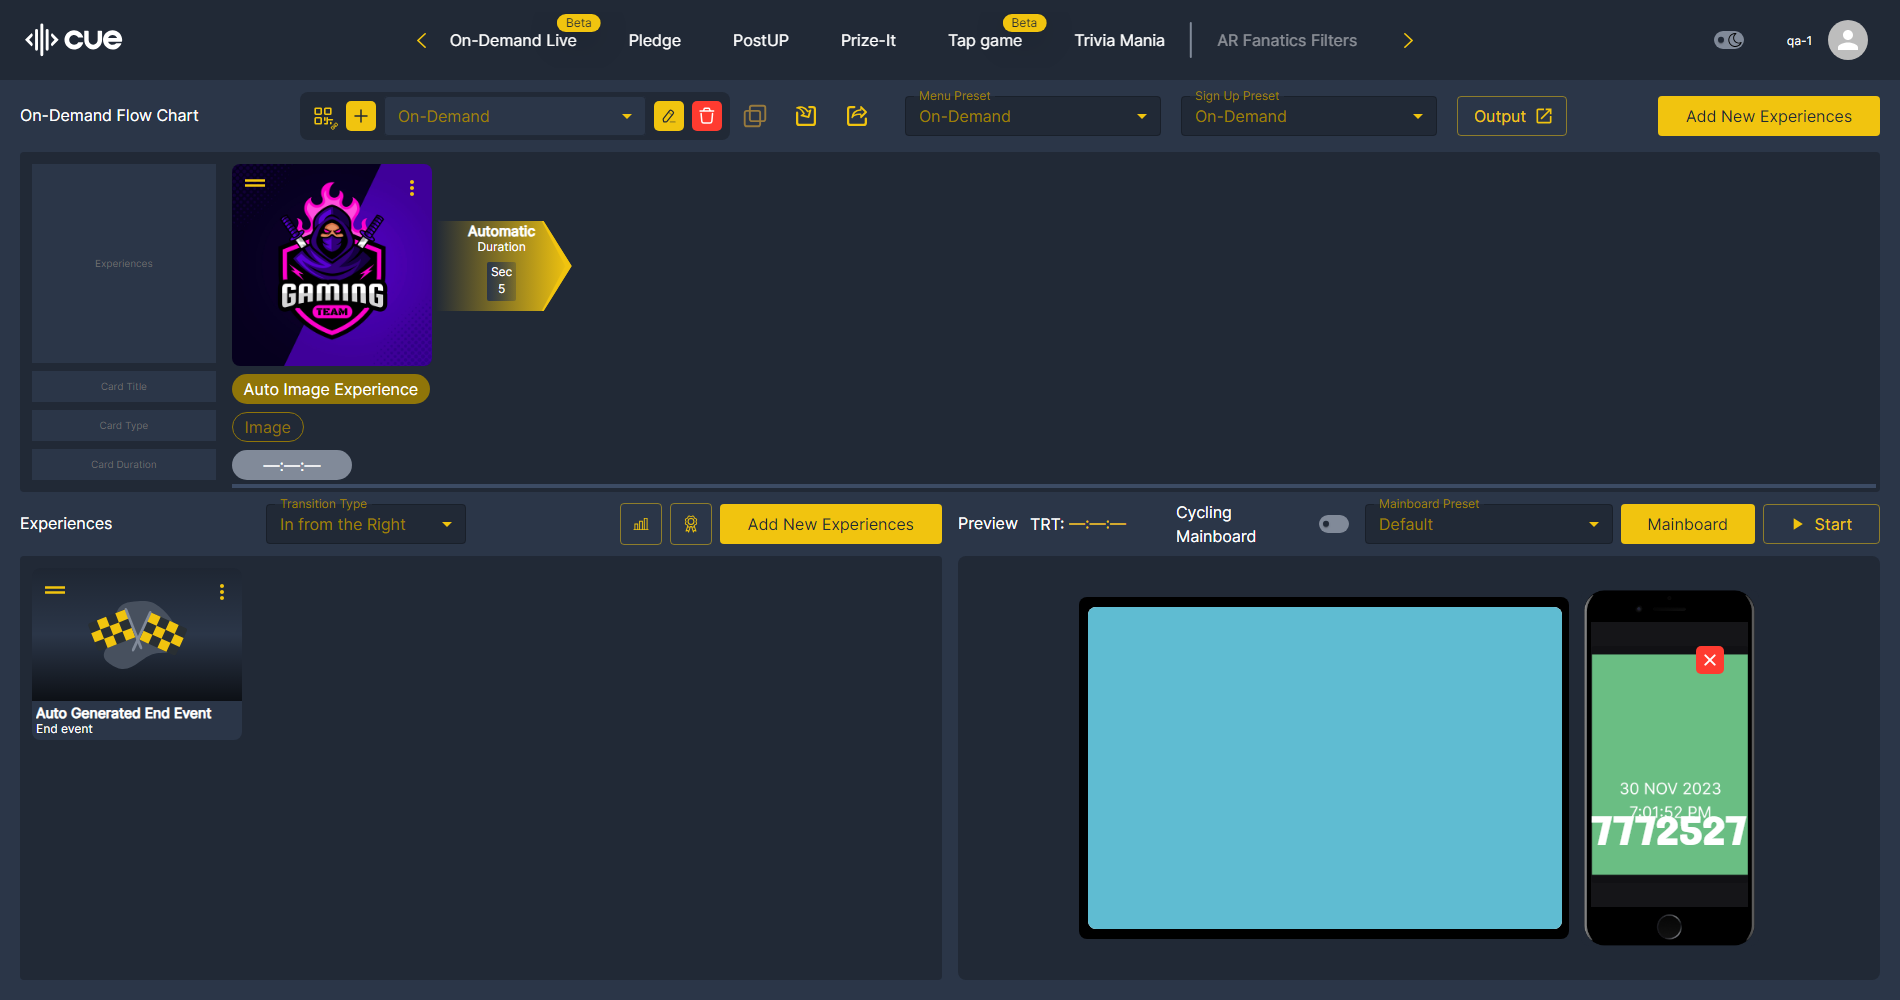 cue
On-Demand Live
Beta
Pledge
PostUP
Prize-It
Tap game
Beta
Trivia Mania
AR Fanatics Filters
qa-1
On-Demand Flow Chart
On-Demand
Menu Preset
On-Demand
Sign Up Preset
On-Demand
Output
Add New Experiences
Experiences
GAMING
TEAM
Automatic
Duration
Sec
5
Card Title
Auto Image Experience
Card Type
Image
Card Duration
—:—:—
Experiences
Transition Type
In from the Right
Add New Experiences
Preview
TRT: —:—:—
Cycling
Mainboard
Mainboard Preset
Default
Mainboard
Start
Auto Generated End Event
End event
30 NOV 2023
7:01:52 PM
7772527